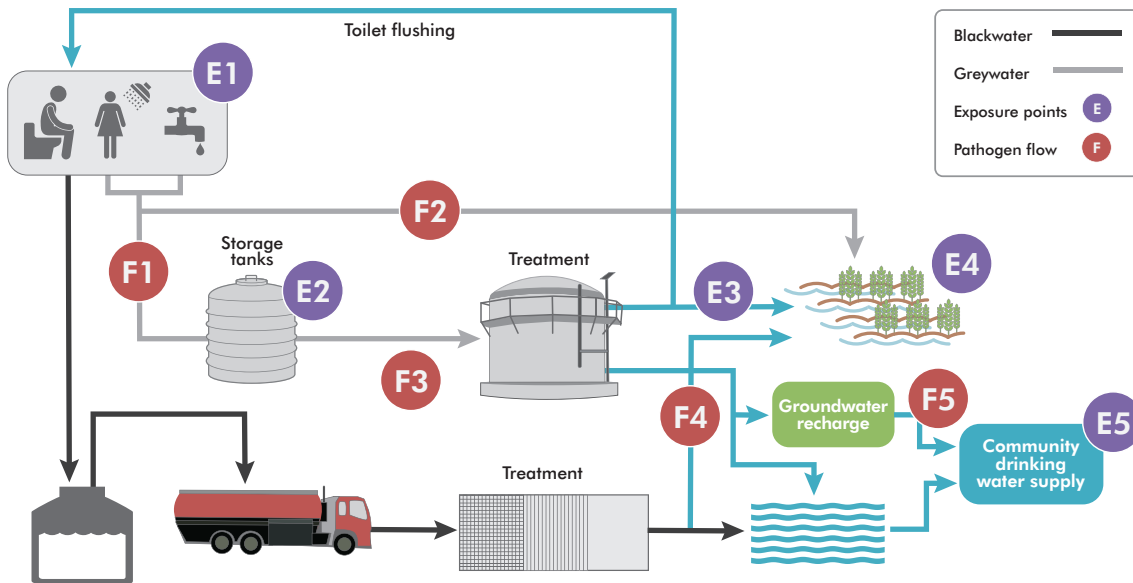 Toilet flushing
Blackwater
Greywater
Exposure points
E
Pathogen flow
F
E1
F2
F1
Storage
tanks
E2
Treatment
E3
E4
F3
F4
Groundwater
recharge
F5
E5
Community
drinking
water supply
Treatment